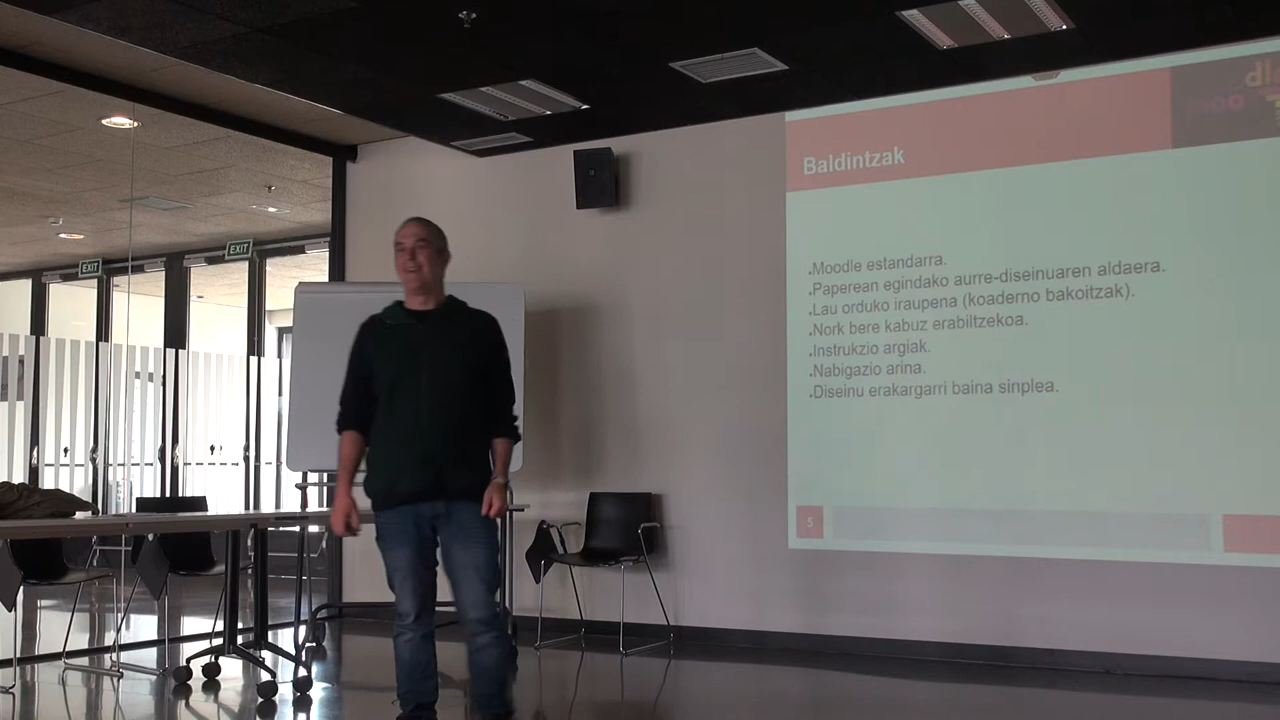 EXIT
EXIT
Baldintzak
.Moodle estandarra.
.Paperean egindako aurre-diseinuaren aldaera.
.Lau orduko iraupena (koaderno bakoitzak).
.Nork bere kabuz erabiltzekoa.
.Instrukzio argiak.
.Nabigazio arina.
.Diseinu erakargarri baina sinplea.
5